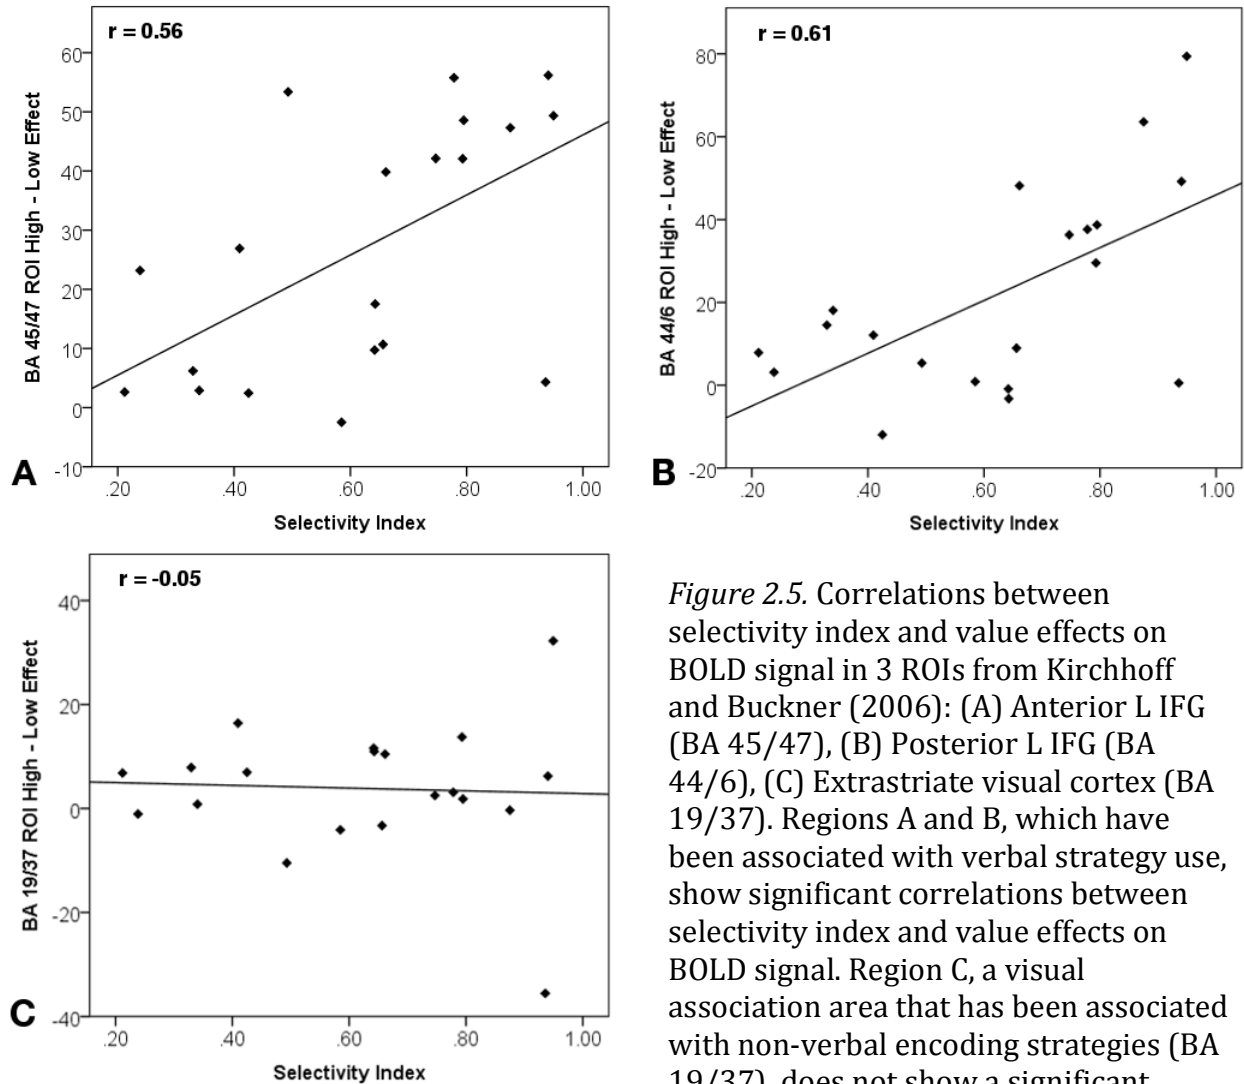 r = 0.56
60
50
40
30
20
10
0
-10
BA 45/47 ROI High - Low Effect
.20 .40 .60 .80 1.00
Selectivity Index
A
r = 0.61
80
60
40
20
0
-20
BA 44/6 ROI High - Low Effect
.20 .40 .60 .80 1.00
Selectivity Index
B
r = -0.05
40
20
0
-20
-40
BA 19/37 ROI High - Low Effect
.20 .40 .60 .80 1.00
Selectivity Index
C
Figure 2.5. Correlations between
selectivity index and value effects on
BOLD signal in 3 ROIs from Kirchhoff
and Buckner (2006): (A) Anterior L IFG
(BA 45/47), (B) Posterior L IFG (BA
44/6), (C) Extrastriate visual cortex (BA
19/37). Regions A and B, which have
been associated with verbal strategy use,
show significant correlations between
selectivity index and value effects on
BOLD signal. Region C, a visual
association area that has been associated
with non-verbal encoding strategies (BA
19/37), does not show a significant